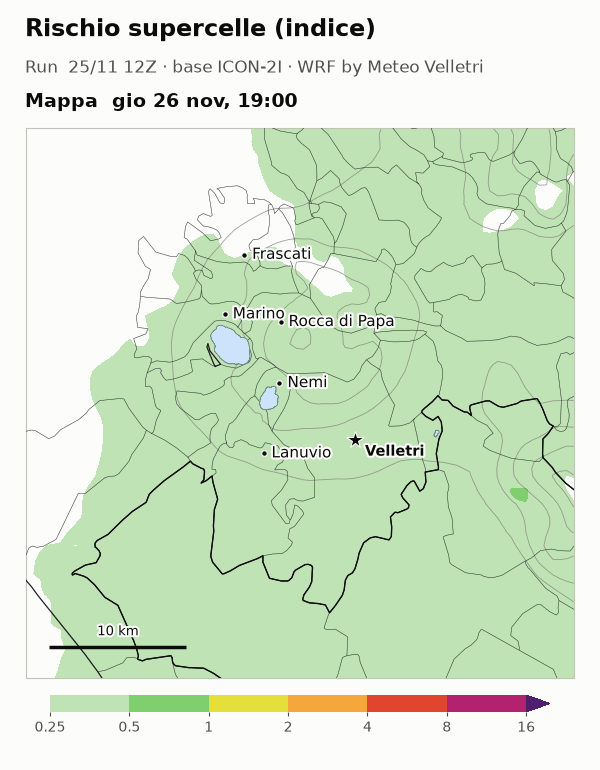 Rischio supercelle (indice)
Run 25/11 12Z · base ICON-2I · WRF by Meteo Velletri
Mappa gio 26 nov, 19:00
Frascati
Marino
Rocca di Papa
Nemi
Velletri
Lanuvio
10 km
0.25 0.5 1 2 4 8 16